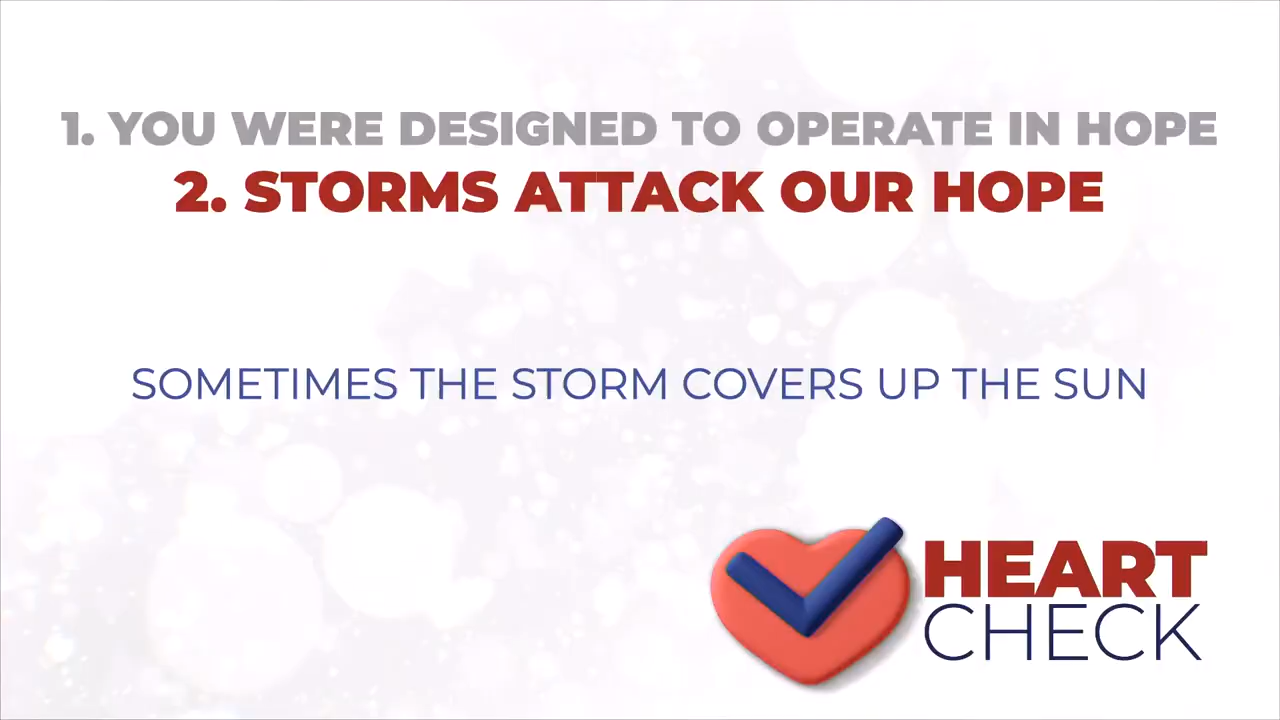 1. YOU WERE DESIGNED TO OPERATE IN HOPE
2. STORMS ATTACK OUR HOPE
SOMETIMES THE STORM COVERS UP THE SUN
HEART
CHECK